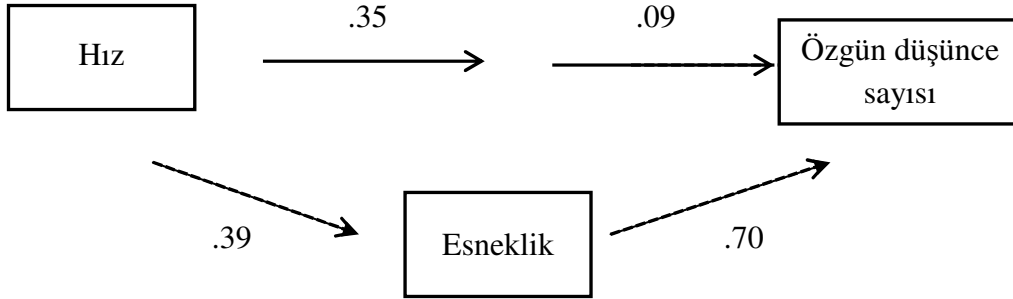 .35
.09
Hız
Özgün düşünce
sayısı
.39
Esneklik
.70